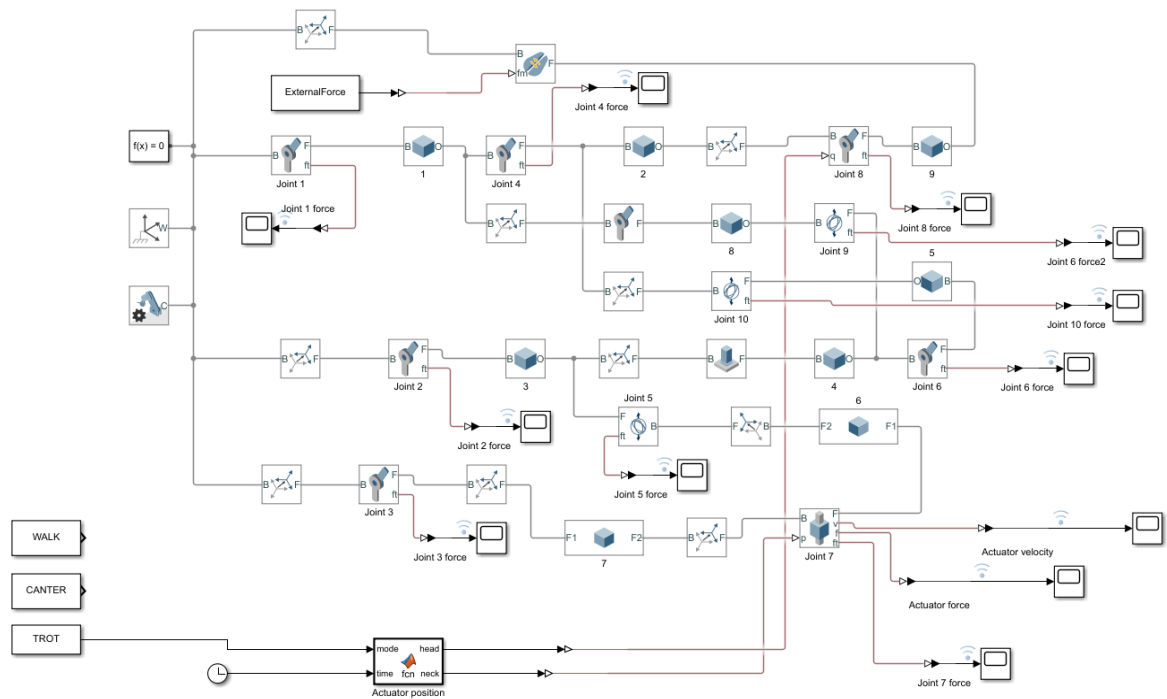 B F
B
fm F
ExternalForce
Joint 4 force
f(x) = 0
B F
ft
Joint 1
O
1
B F
ft
Joint 4
O
2
B F
B F
q ft
Joint 8
O
9
Joint 1 force
B F
B F
O
8
B F
ft
Joint 9
Joint 8 force
Joint 6 force2
W
5
O B
B F
B F
ft
Joint 10
Joint 10 force
C
B F
B F
ft
Joint 2
O
3
B F
B F
O
4
B F
ft
Joint 6
Joint 6 force
Joint 2 force
Joint 5
F
ft B
F B
6
F2 F1
Joint 5 force
B F
B F
ft
Joint 3
B F
Joint 3 force
F1 F2
7
B F
B F
v
p f
ft
Joint 7
Actuator velocity
WALK
CANTER
Actuator force
TROT
mode head
time fcn neck
Actuator position
Joint 7 force